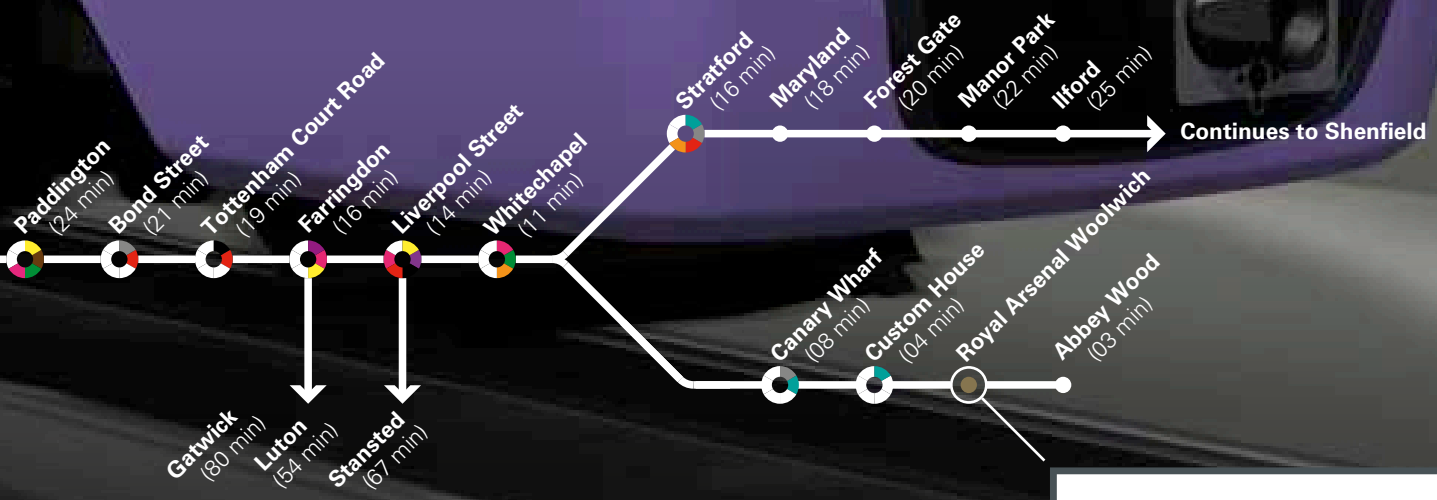 Stratford
(16 min)
Maryland
(18 min)
Forest Gate
(20 min)
Manor Park
(22 min)
Ilford
(25 min)
Continues to Shenfield
Paddington
(24 min)
Bond Street
(21 min)
Tottenham Court Road
(19 min)
Farringdon
(16 min)
Liverpool Street
(14 min)
Whitechapel
(11 min)
Canary Wharf
(08 min)
Custom House
(04 min)
Royal Arsenal Woolwich
Abbey Wood
(03 min)
Gatwick
(80 min)
Luton
(54 min)
Stansted
(67 min)